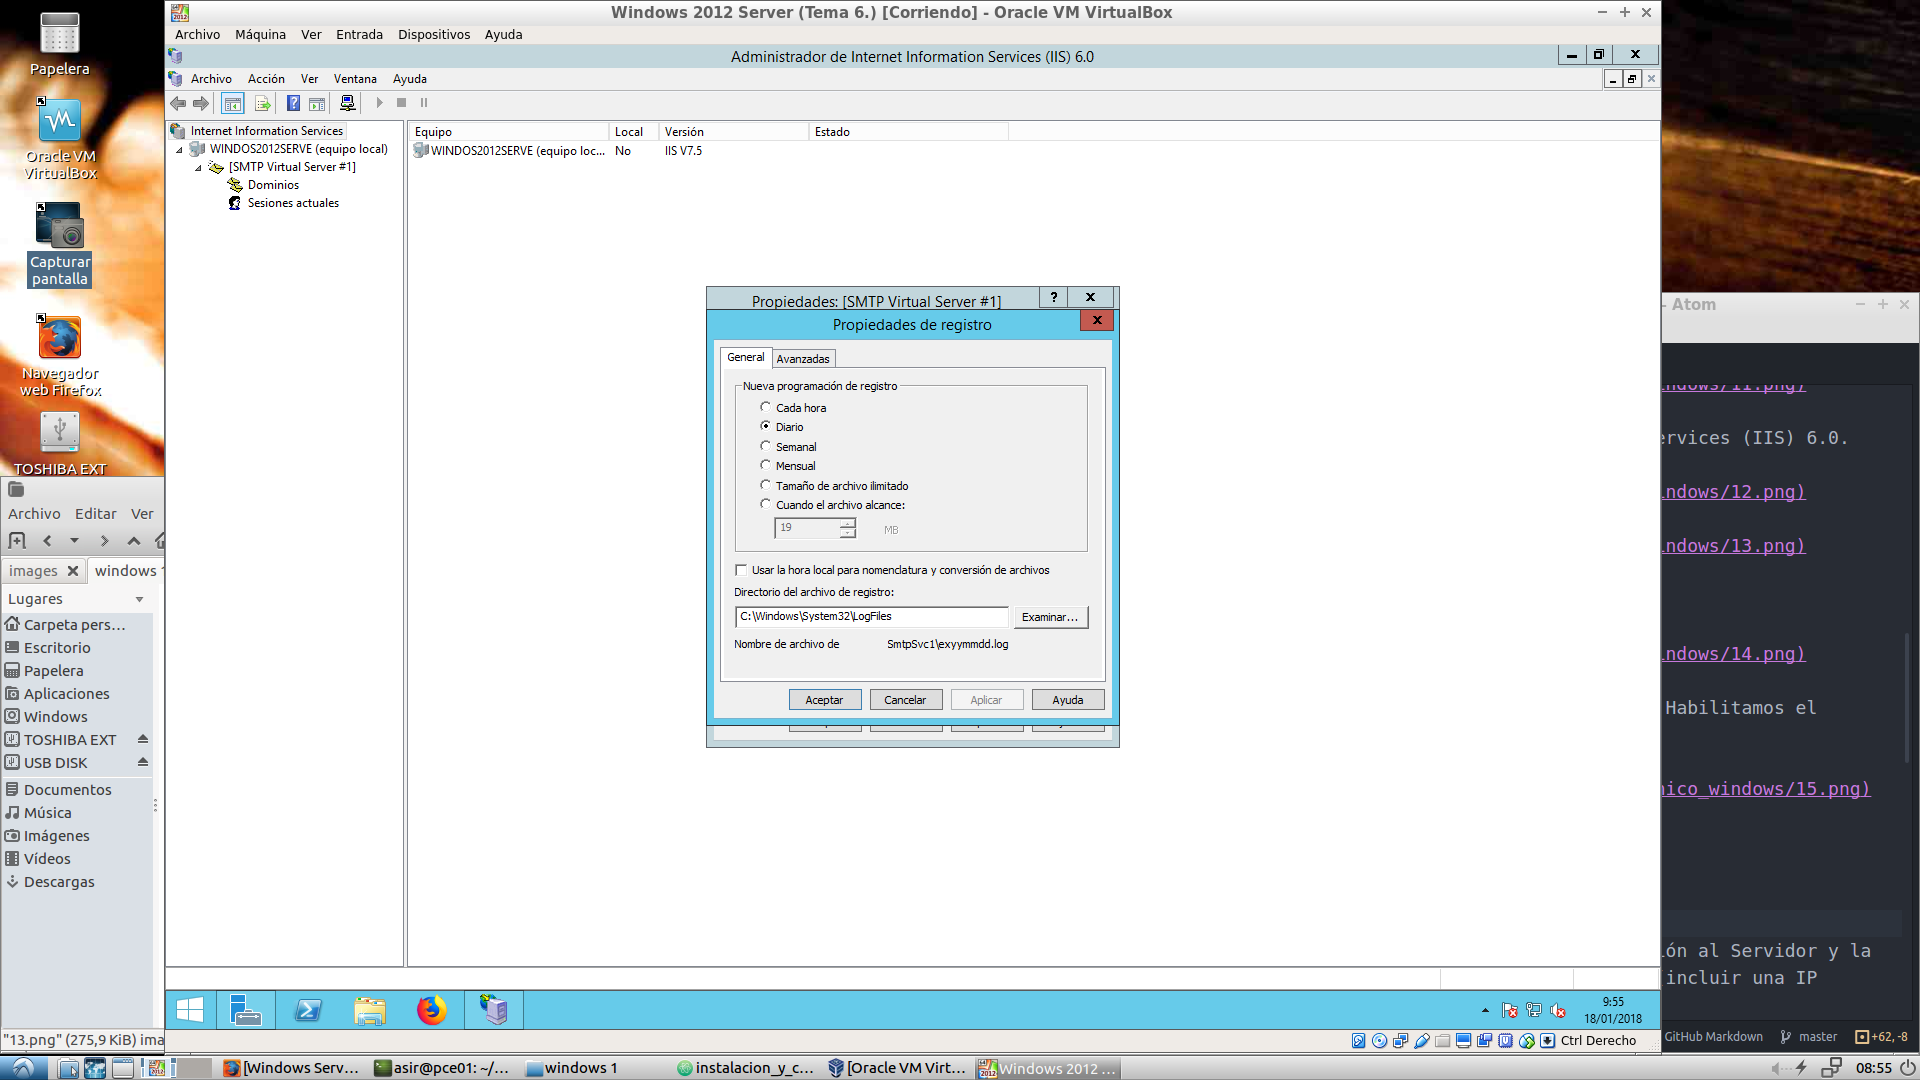 Windows 2012 Server (Tema 6.) [Corriendo] - Oracle VM VirtualBox
Archivo Máquina Ver Entrada Dispositivos Ayuda
Administrador de Internet Information Services (IIS) 6.0
Archivo Acción Ver Ventana Ayuda
Internet Information Services
WINDOS2012SERVE (equipo local)
[SMTP Virtual Server #1]
Dominios
Sesiones actuales
Equipo Local Versión Estado
WINDOS2012SERVE (equipo loc... No IIS V7.5
Propiedades: [SMTP Virtual Server #1]
Propiedades de registro
General Avanzadas
Nueva programación de registro
Cada hora
Diario
Semanal
Mensual
Tamaño de archivo ilimitado
Cuando el archivo alcance:
19 MB
Usar la hora local para nomenclatura y conversión de archivos
Directorio del archivo de registro:
C:\Windows\System32\LogFiles Examinar...
Nombre de archivo de SmtpSvc1\exyymmdd.log
Aceptar Cancelar Aplicar Ayuda
9:55
18/01/2018
Ctrl Derecho
Papelera
Oracle VM
VirtualBox
Capturar
pantalla
Navegador
web Firefox
TOSHIBA EXT
Archivo Editar Ver
images windows 1
Lugares
Carpeta pers...
Escritorio
Papelera
Aplicaciones
Windows
TOSHIBA EXT
USB DISK
Documentos
Música
Imágenes
Vídeos
Descargas
"13.png" (275,9 KiB) ima
- Atom
indows/11.png)
ervices (IIS) 6.0.
indows/12.png)
indows/13.png)
indows/14.png)
Habilitamos el
nico_windows/15.png)
ón al Servidor y la
incluir una IP
GitHub Markdown master +62, -8
[Windows Serv... asir@pce01: ~/... windows 1 instalacion_y_c... [Oracle VM Virt... Windows 2012 ... 08:55